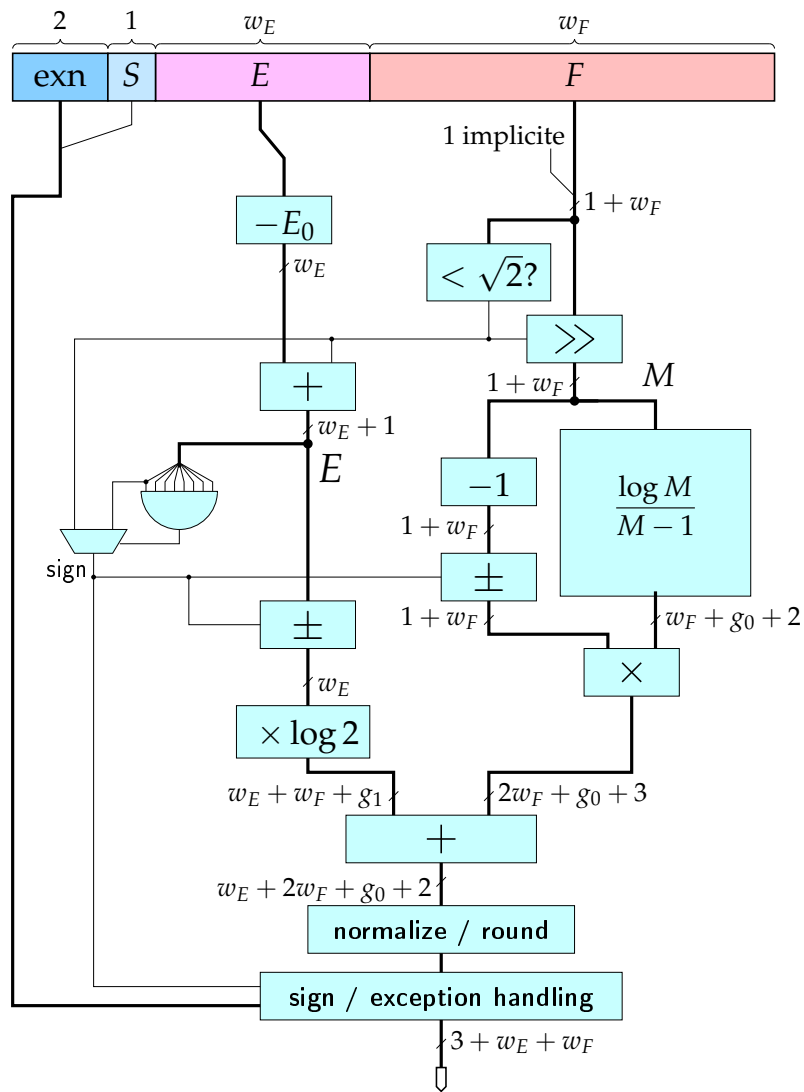 2 1 w_E w_F
exn S E F
1 implicite
1 + w_F
−E_0
< √2?
w_E
>>
1 + w_F M
+
w_E + 1
E
−1
log M
M − 1
1 + w_F
sign
±
1 + w_F w_F + g_0 + 2
±
×
w_E
× log 2
w_E + w_F + g_1 2w_F + g_0 + 3
+
w_E + 2w_F + g_0 + 2
normalize / round
sign / exception handling
3 + w_E + w_F